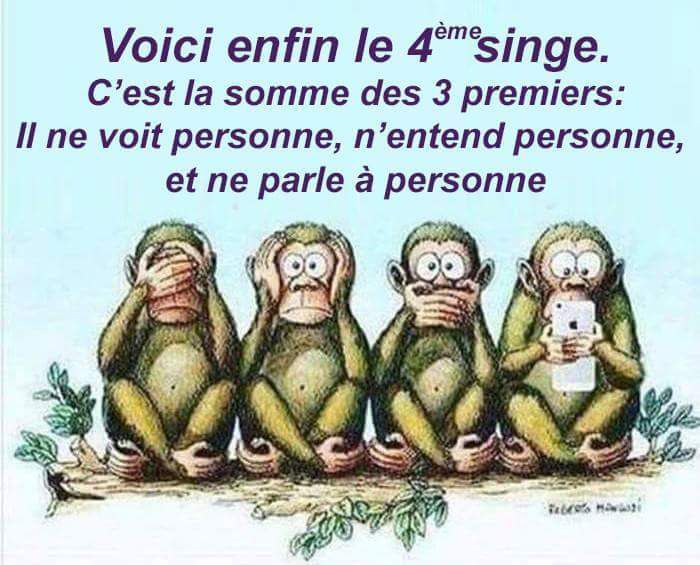 Voici enfin le 4ème singe.
C'est la somme des 3 premiers:
Il ne voit personne, n'entend personne,
et ne parle à personne